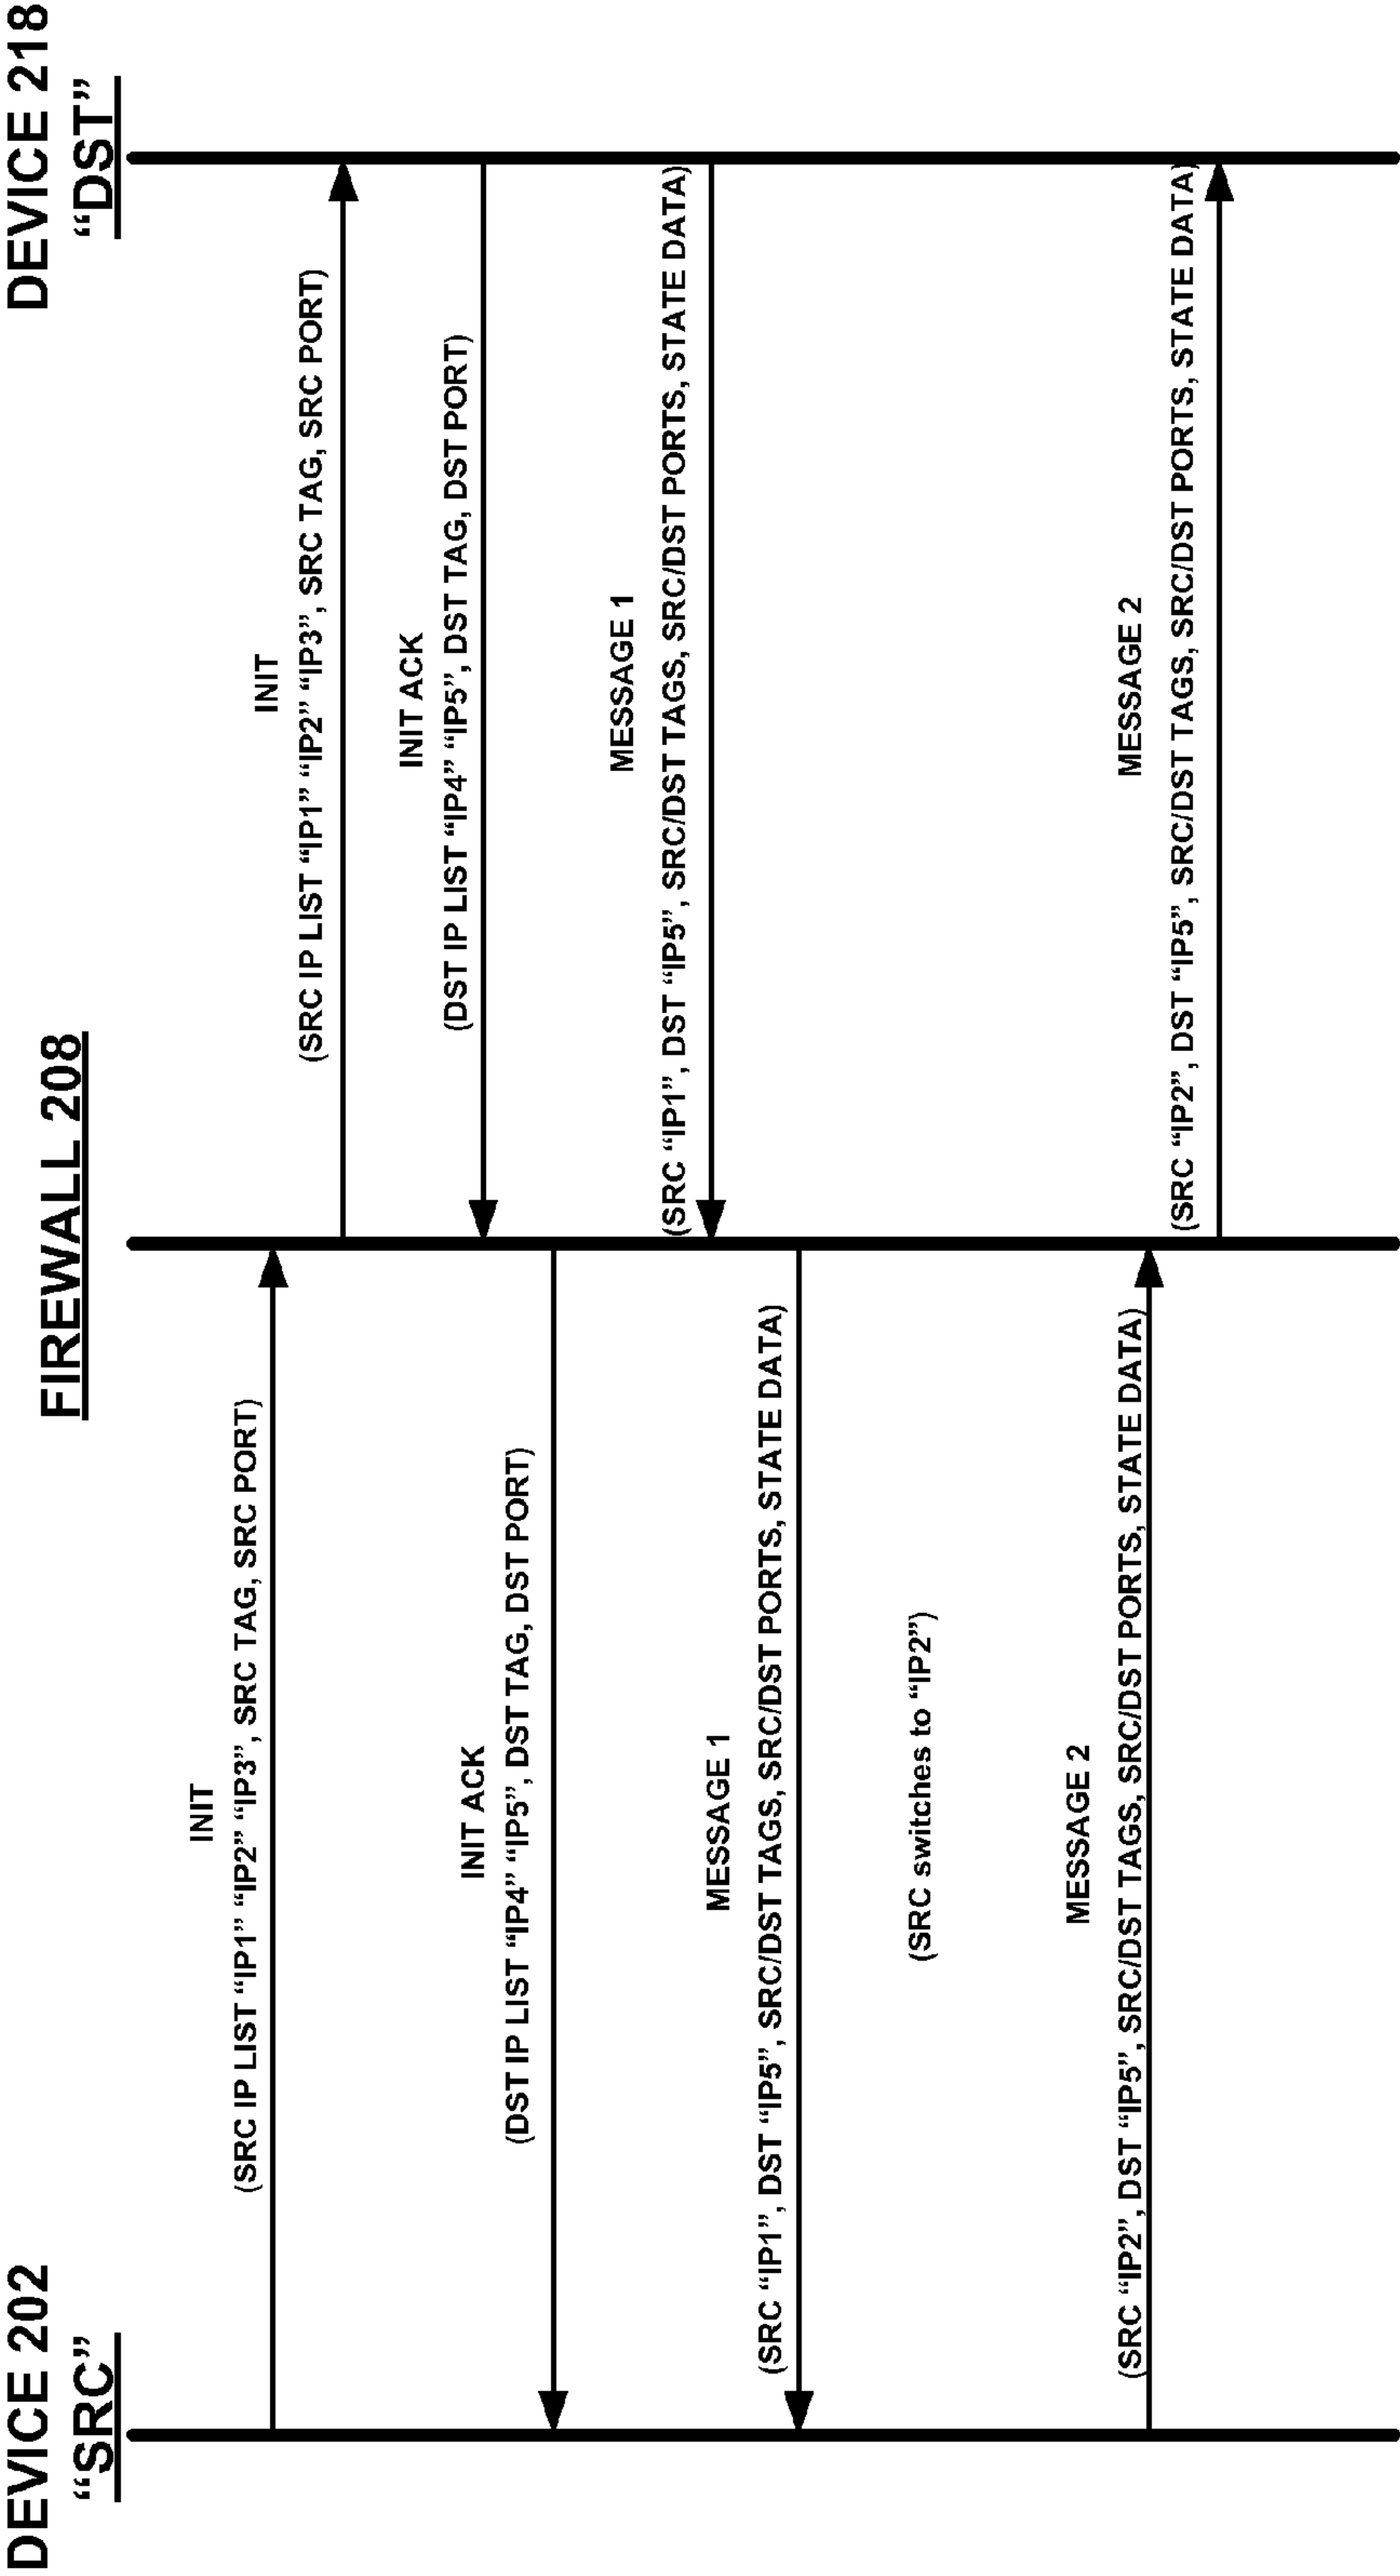 DEVICE 202
“SRC”
FIREWALL 208
DEVICE 218
“DST”
INIT
(SRC IP LIST “IP1” “IP2” “IP3”, SRC TAG, SRC PORT)
INIT
(SRC IP LIST “IP1” “IP2” “IP3”, SRC TAG, SRC PORT)
INIT ACK
(DST IP LIST “IP4” “IP5”, DST TAG, DST PORT)
INIT ACK
(DST IP LIST “IP4” “IP5”, DST TAG, DST PORT)
MESSAGE 1
(SRC “IP1”, DST “IP5”, SRC/DST TAGS, SRC/DST PORTS, STATE DATA)
MESSAGE 1
(SRC “IP1”, DST “IP5”, SRC/DST TAGS, SRC/DST PORTS, STATE DATA)
(SRC switches to “IP2”)
MESSAGE 2
(SRC “IP2”, DST “IP5”, SRC/DST TAGS, SRC/DST PORTS, STATE DATA)
MESSAGE 2
(SRC “IP2”, DST “IP5”, SRC/DST TAGS, SRC/DST PORTS, STATE DATA)